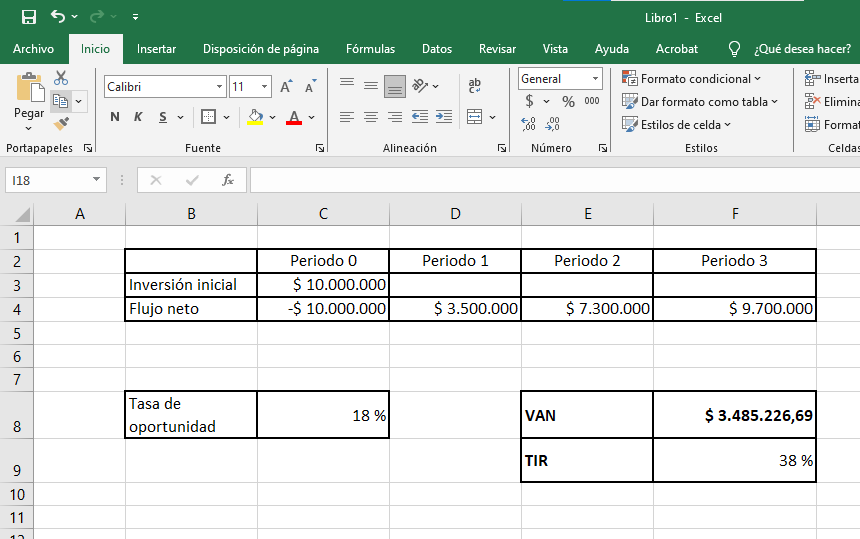 Libro1 - Excel
Archivo Inicio Insertar Disposición de página Fórmulas Datos Revisar Vista Ayuda Acrobat ¿Qué desea hacer?
Pegar
Calibri 11
N K S
Portapapeles Fuente
ab
Alineación
General
$ % 000
Número
Formato condicional
Dar formato como tabla
Estilos de celda
Estilos
Inserta
Elimina
Format
Celdas
I18 fx
A B C D E F
1
2 Periodo 0 Periodo 1 Periodo 2 Periodo 3
3 Inversión inicial $ 10.000.000
4 Flujo neto -$ 10.000.000 $ 3.500.000 $ 7.300.000 $ 9.700.000
5
6
7
Tasa de
8 oportunidad 18 % VAN $ 3.485.226,69
9 TIR 38 %
10
11